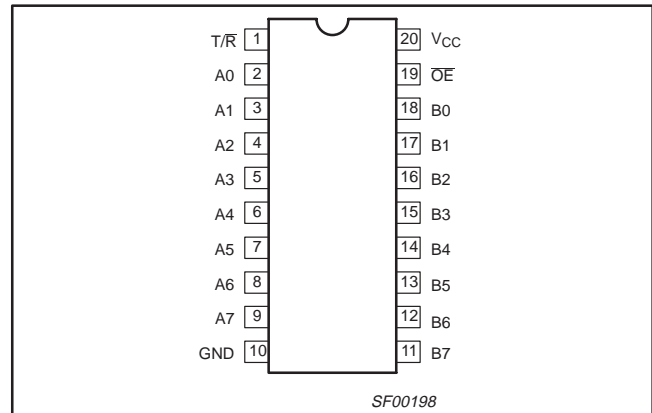 T/R̅ 1 20 VCC
A0 2 19 O̅E̅
A1 3 18 B0
A2 4 17 B1
A3 5 16 B2
A4 6 15 B3
A5 7 14 B4
A6 8 13 B5
A7 9 12 B6
GND 10 11 B7
SF00198